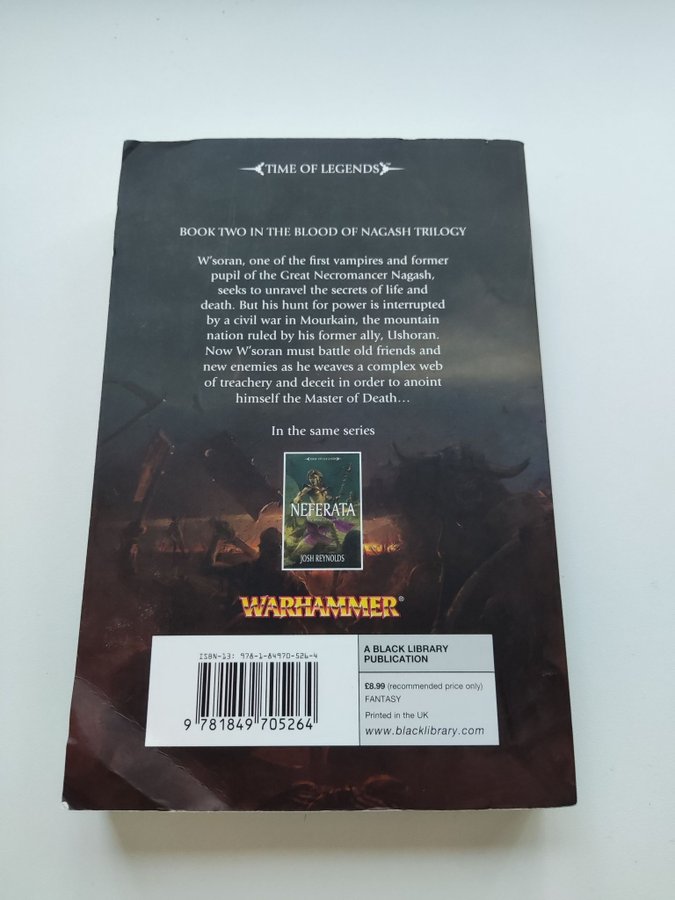 TIME OF LEGENDS™
BOOK TWO IN THE BLOOD OF NAGASH TRILOGY
W'soran, one of the first vampires and former
pupil of the Great Necromancer Nagash,
seeks to unravel the secrets of life and
death. But his hunt for power is interrupted
by a civil war in Mourkain, the mountain
nation ruled by his former ally, Ushoran.
Now W'soran must battle old friends and
new enemies as he weaves a complex web
of treachery and deceit in order to anoint
himself the Master of Death…
In the same series
TIME OF LEGENDS
NEFERATA
JOSH REYNOLDS
WARHAMMER®
ISBN-13: 978-1-84970-526-4
9 781849 705264
A BLACK LIBRARY
PUBLICATION
£8.99 (recommended price only)
FANTASY
Printed in the UK
www.blacklibrary.com